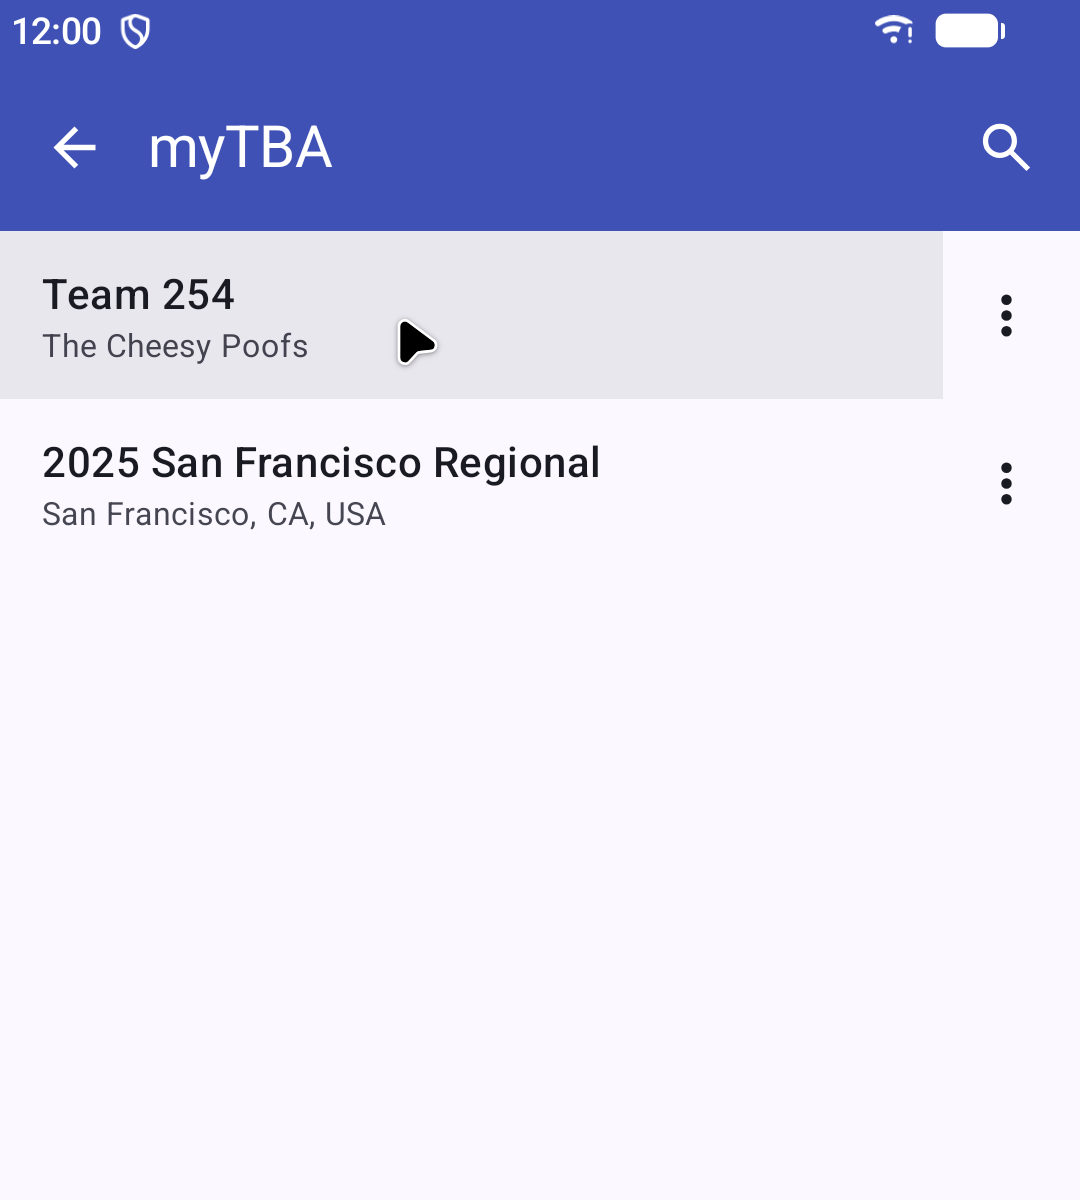 12:00
myTBA
Team 254
The Cheesy Poofs
2025 San Francisco Regional
San Francisco, CA, USA